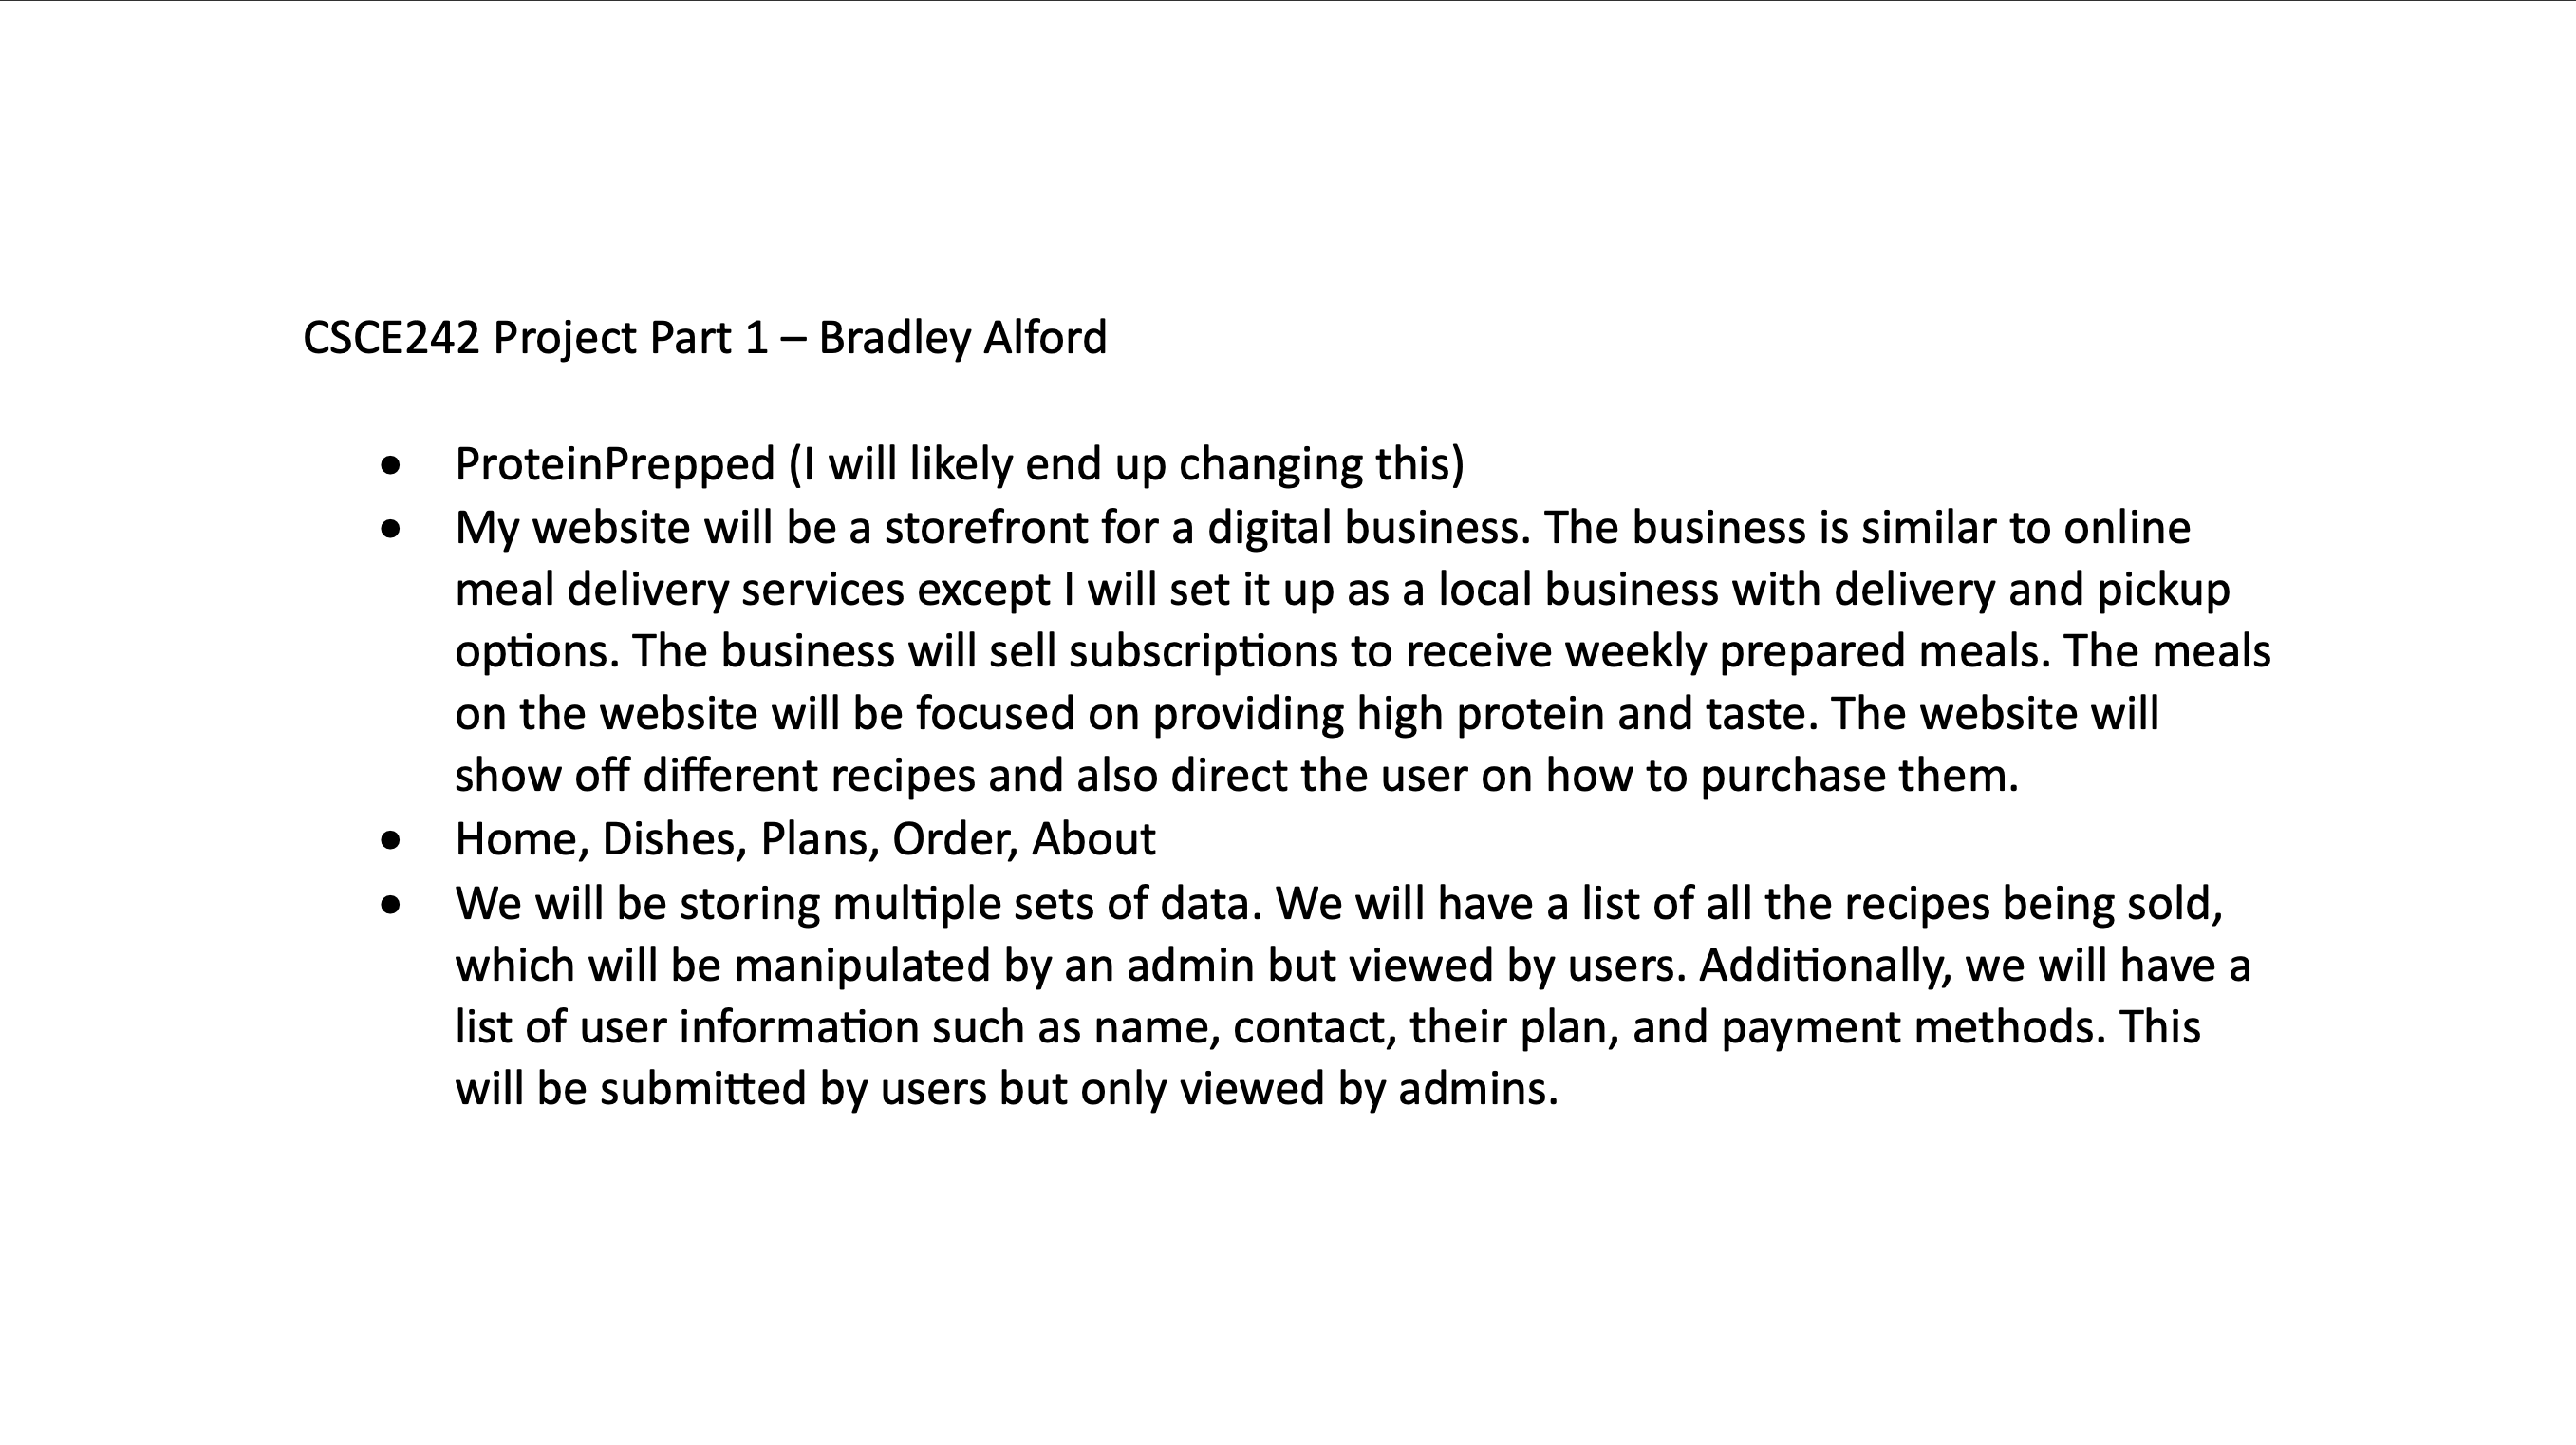 CSCE242 Project Part 1 – Bradley Alford
• ProteinPrepped (I will likely end up changing this)
• My website will be a storefront for a digital business. The business is similar to online
meal delivery services except I will set it up as a local business with delivery and pickup
options. The business will sell subscriptions to receive weekly prepared meals. The meals
on the website will be focused on providing high protein and taste. The website will
show off different recipes and also direct the user on how to purchase them.
• Home, Dishes, Plans, Order, About
• We will be storing multiple sets of data. We will have a list of all the recipes being sold,
which will be manipulated by an admin but viewed by users. Additionally, we will have a
list of user information such as name, contact, their plan, and payment methods. This
will be submitted by users but only viewed by admins.